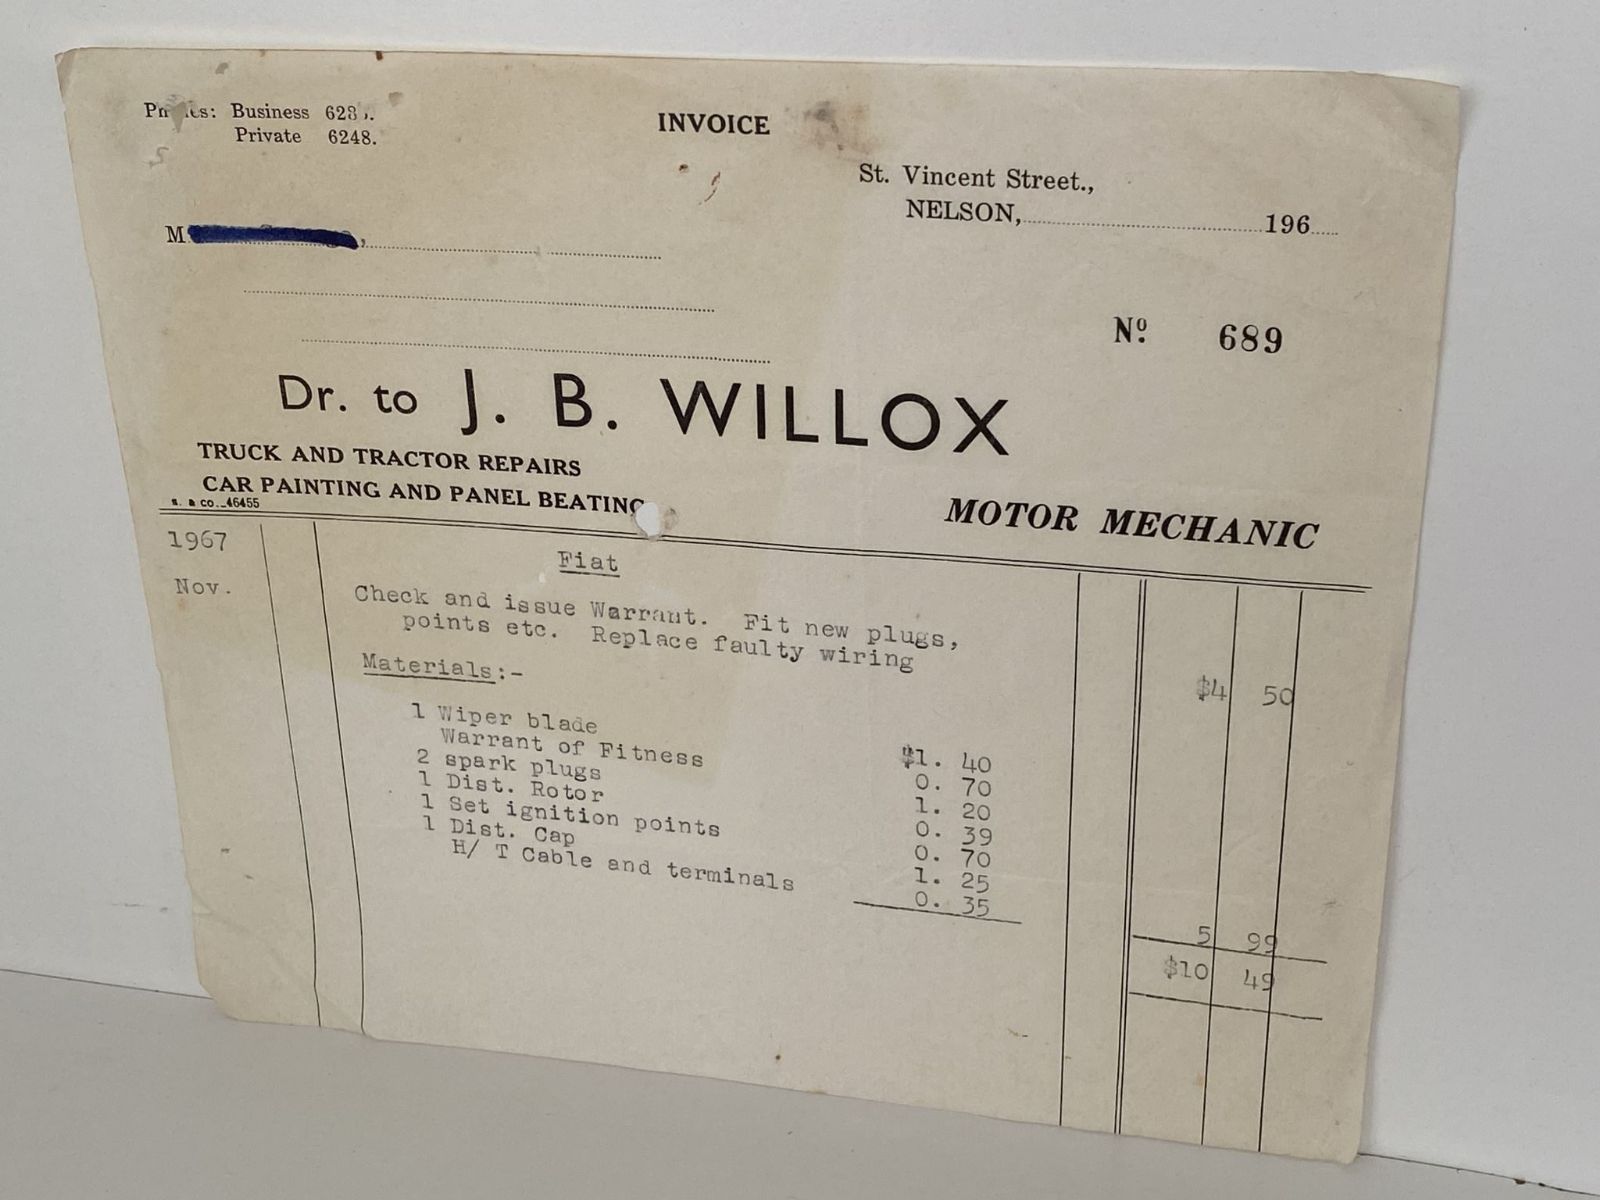 INVOICE
Business
Private 6248.
St. Vincent Street.,
NELSON, 196
M
Nº 689
Dr. to J. B. WILLOX
TRUCK AND TRACTOR REPAIRS
CAR PAINTING AND PANEL BEATING
& CO._46455
MOTOR MECHANIC
1967
Fiat
Nov.
Check and issue Warrant. Fit new plugs,
points etc. Replace faulty wiring
$4 50
Materials:-
1 Wiper blade $1. 40
Warrant of Fitness 0. 70
2 spark plugs 1. 20
1 Dist. Rotor 0. 39
1 Set ignition points 0. 70
1 Dist. Cap 1. 25
H/ T Cable and terminals 0. 35
5 99
$10 49